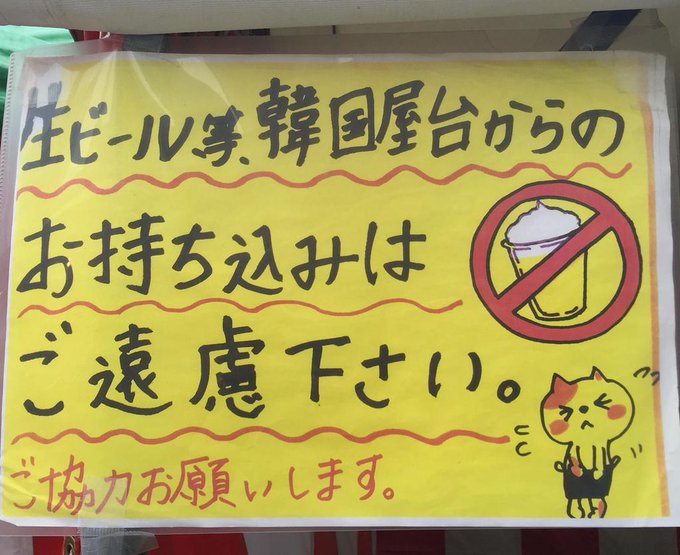 生ビール等、韓国屋台からの
お持ち込みは
ご遠慮下さい。
ご協力お願いします。